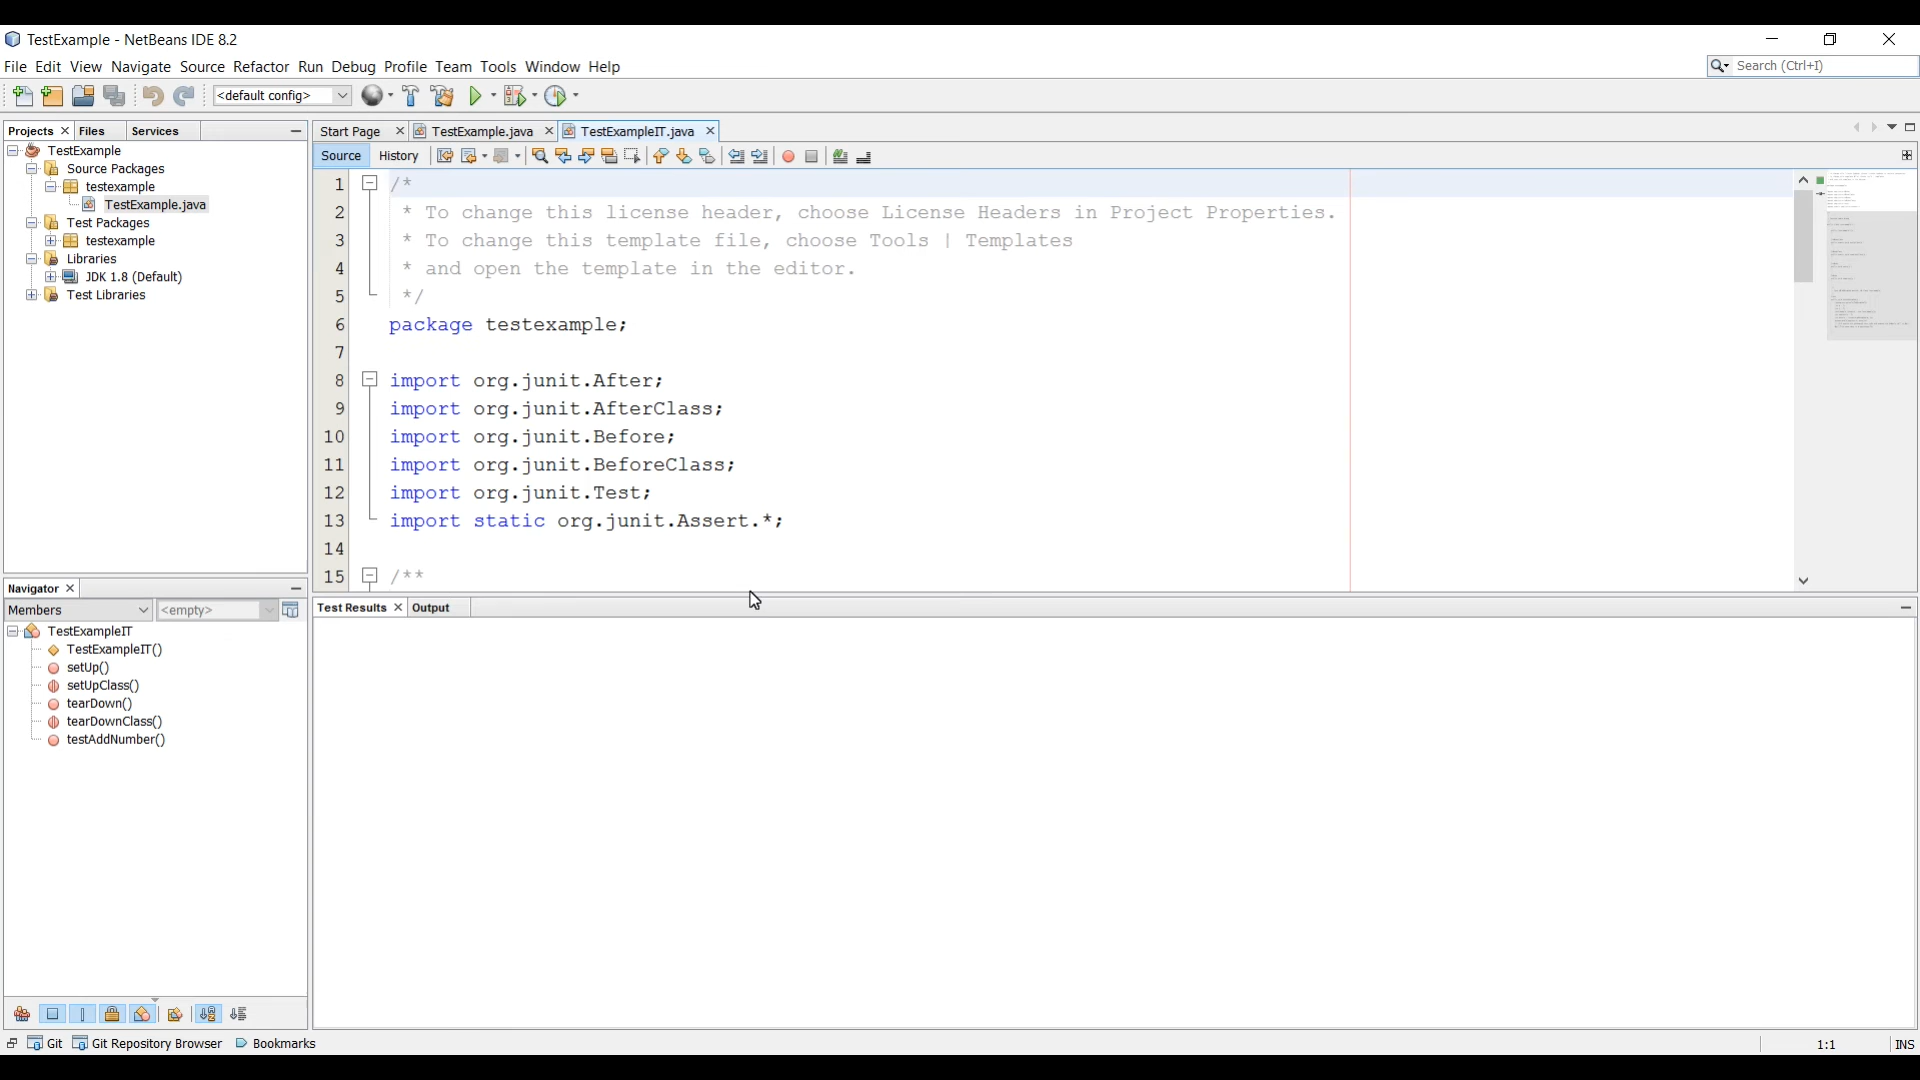 TestExample - NetBeans IDE 8.2
File Edit View Navigate Source Refactor Run Debug Profile Team Tools Window Help
Search (Ctrl+I)
<default config>
Projects Files Services
TestExample
Source Packages
testexample
TestExample.java
Test Packages
testexample
Libraries
JDK 1.8 (Default)
Test Libraries
Start Page TestExample.java TestExampleIT.java
Source History
1 /*
2 * To change this license header, choose License Headers in Project Properties.
3 * To change this template file, choose Tools | Templates
4 * and open the template in the editor.
5 */
6 package testexample;
7
8 import org.junit.After;
9 import org.junit.AfterClass;
10 import org.junit.Before;
11 import org.junit.BeforeClass;
12 import org.junit.Test;
13 import static org.junit.Assert.*;
14
15 /**
Navigator
Members <empty>
TestExampleIT
TestExampleIT()
setUp()
setUpClass()
tearDown()
tearDownClass()
testAddNumber()
Test Results Output
Git Git Repository Browser Bookmarks
1:1 INS